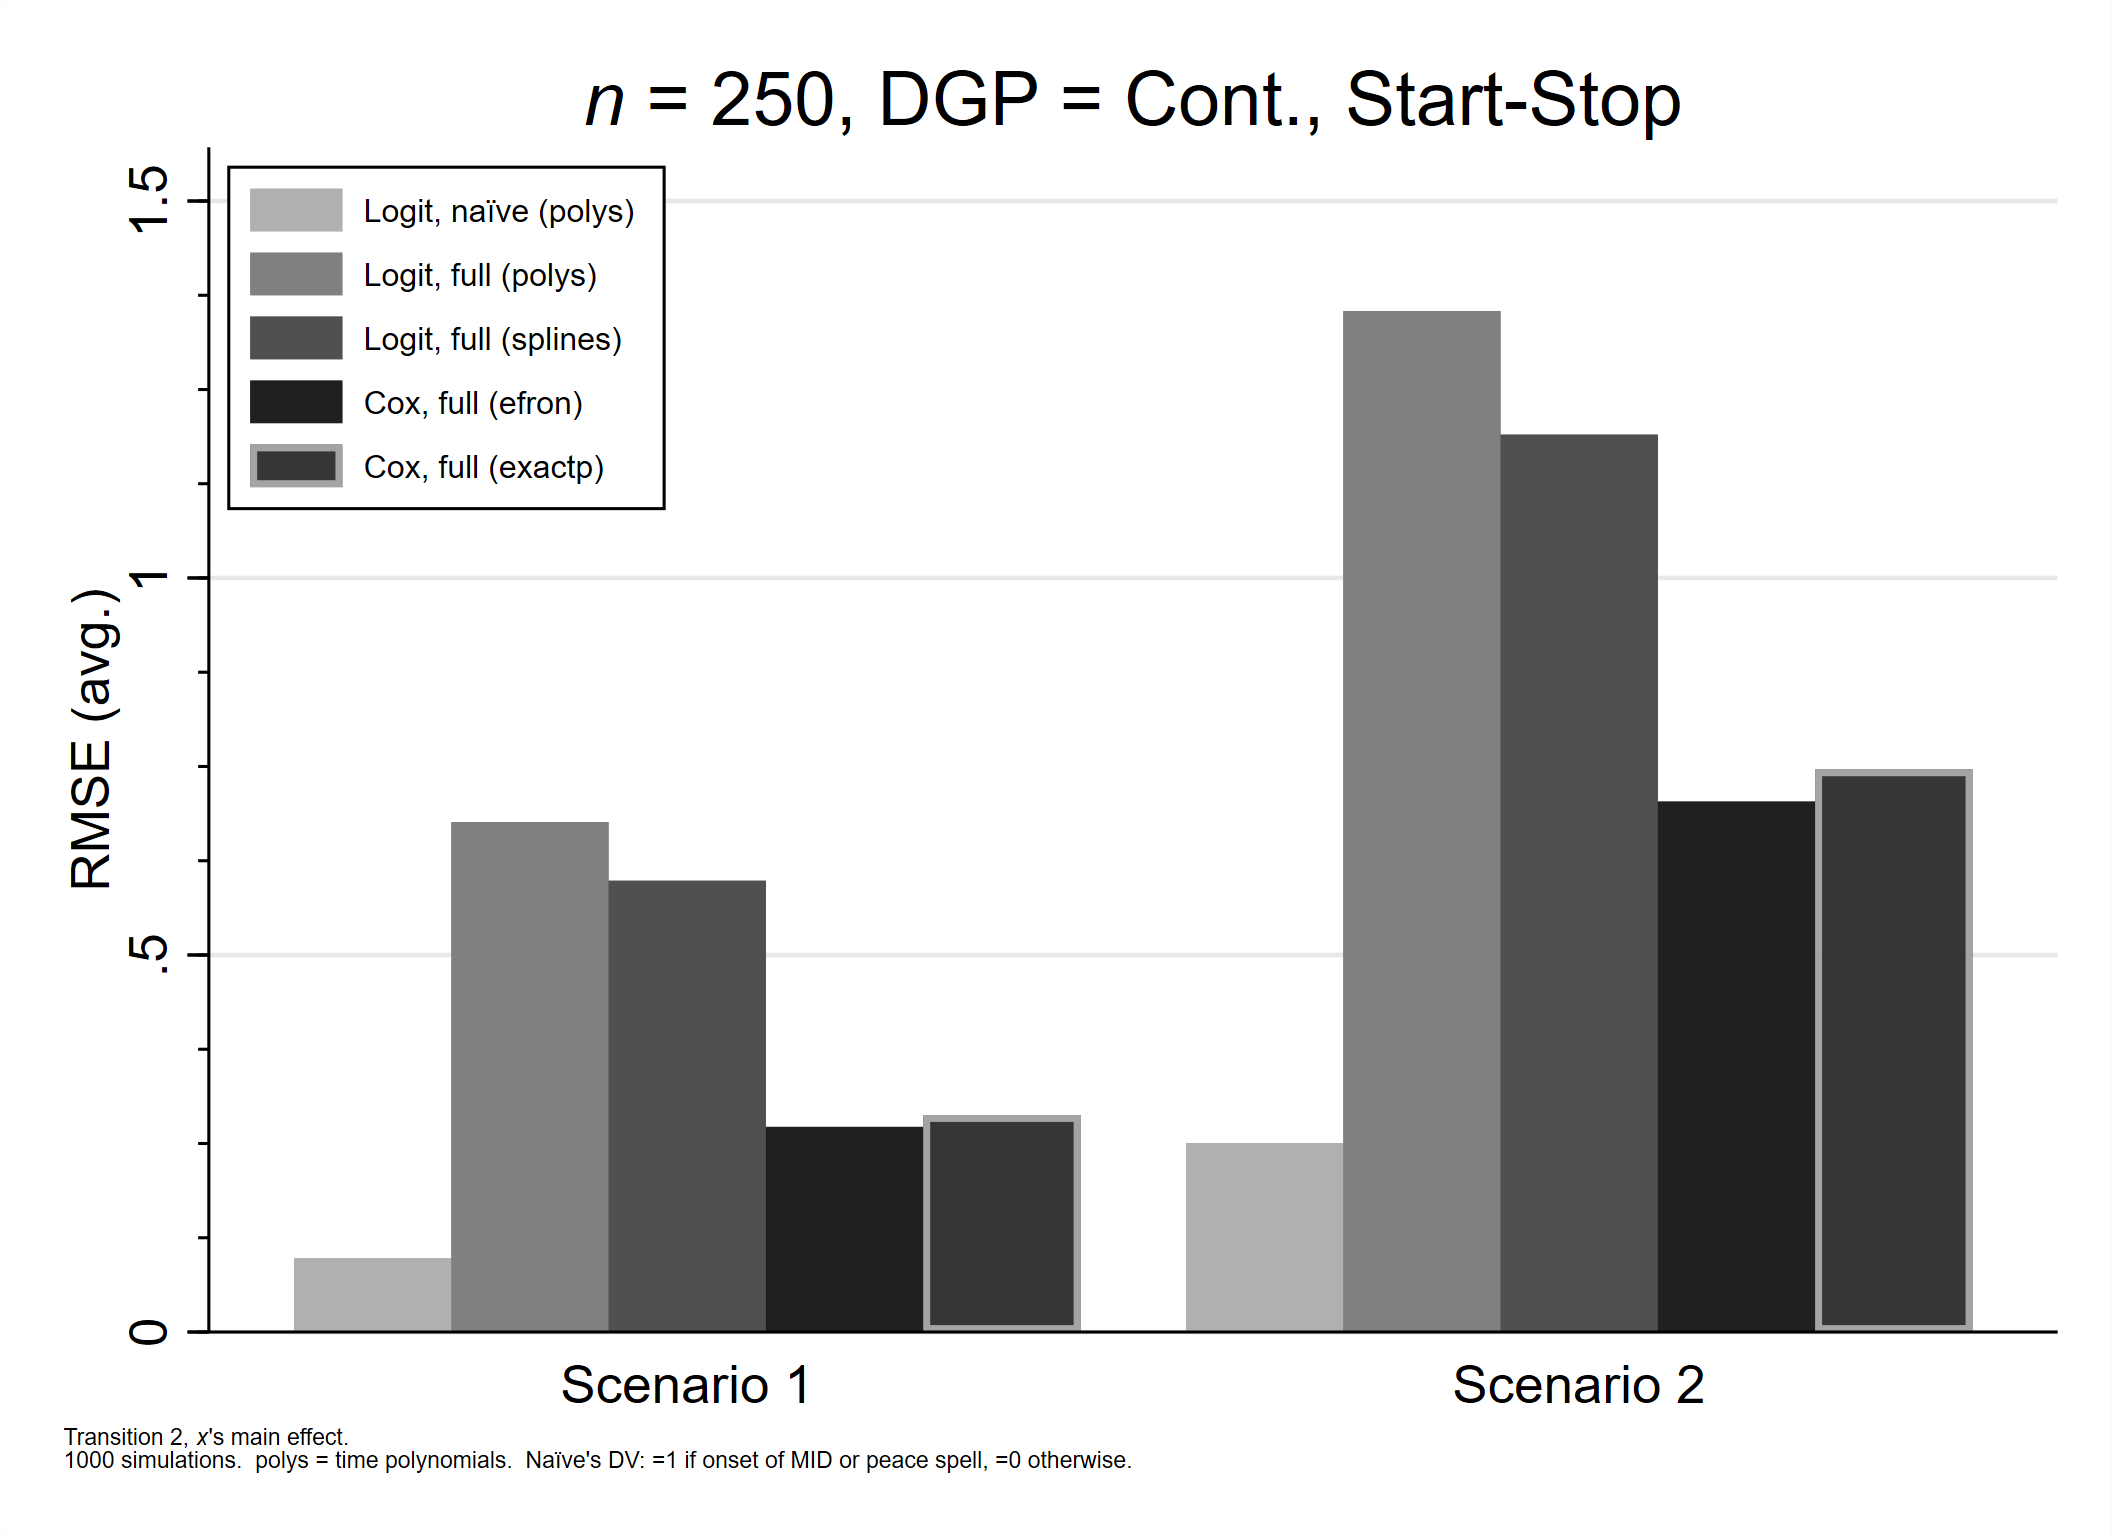 n = 250, DGP = Cont., Start-Stop
Logit, naïve (polys)
Logit, full (polys)
Logit, full (splines)
Cox, full (efron)
Cox, full (exactp)
RMSE (avg.)
1.5
1
.5
0
Scenario 1
Scenario 2
Transition 2, x's main effect.
1000 simulations.  polys = time polynomials.  Naïve's DV: =1 if onset of MID or peace spell, =0 otherwise.